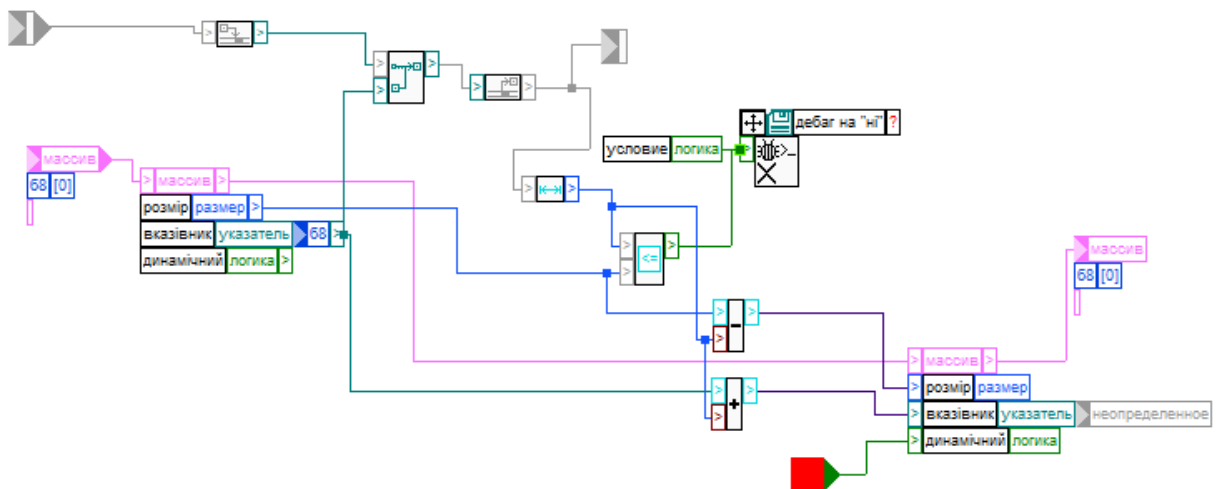 дебаг на "ні" ?
условие логика
>_
массив
б8 [0]
массив
розмір размер
вказівник указатель б8
динамічний логика
<=
массив
б8 [0]
-
массив
розмір размер
+
вказівник указатель неопределенное
динамічний логика